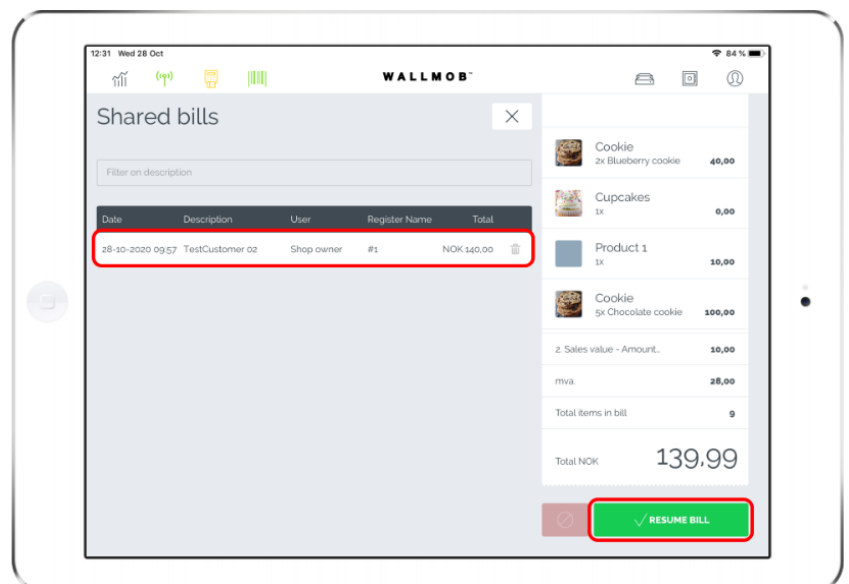 12:31 Wed 28 Oct
84 %
WALLMOB
Shared bills
Filter on description
Date Description User Register Name Total
28-10-2020 09:57 TestCustomer 02 Shop owner #1 NOK 140,00
Cookie
2x Blueberry cookie 40,00
Cupcakes
1x 0,00
Product 1
1x 10,00
Cookie
5x Chocolate cookie 100,00
2. Sales value - Amount.. 10,00
mva. 28,00
Total items in bill 9
Total NOK 139,99
RESUME BILL